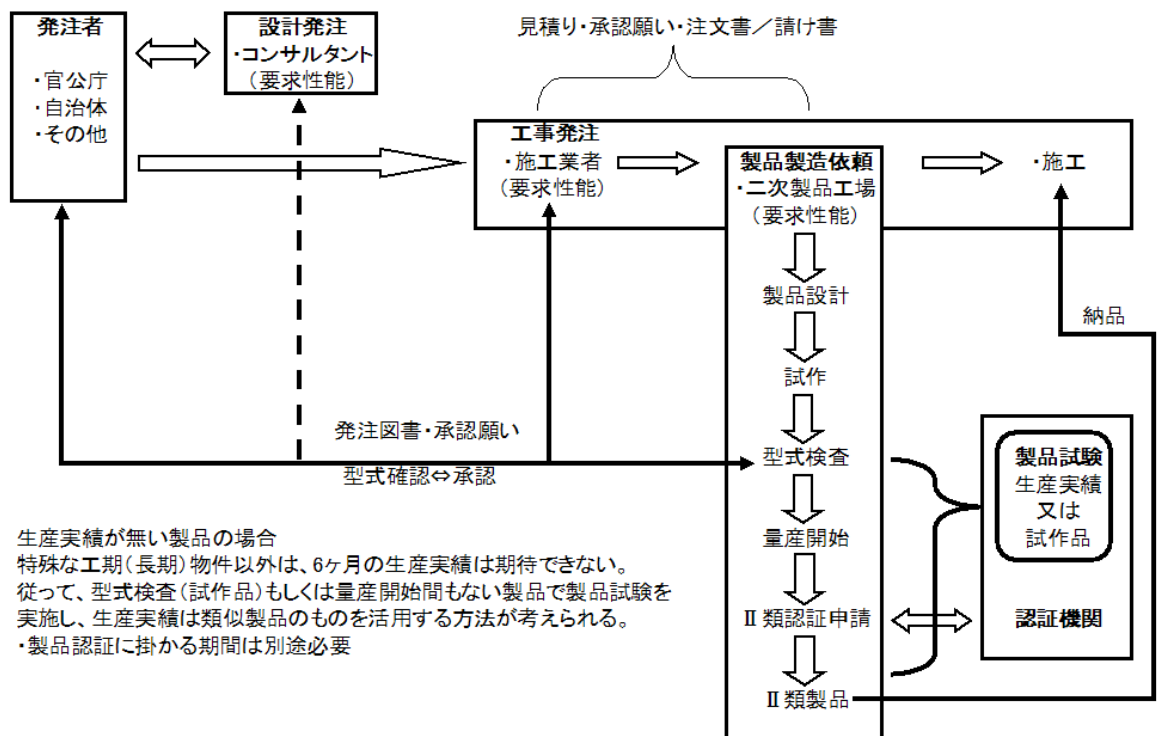 発注者
・官公庁
・自治体
・その他
設計発注
・コンサルタント
(要求性能)
見積り・承認願い・注文書／請け書
工事発注
・施工業者
(要求性能)
製品製造依頼
・二次製品工場
(要求性能)
・施工
製品設計
試作
型式検査
量産開始
Ⅱ類認証申請
Ⅱ類製品
納品
発注図書・承認願い
型式確認⇔承認
製品試験
生産実績
又は
試作品
認証機関
生産実績が無い製品の場合
特殊な工期(長期)物件以外は、6ヶ月の生産実績は期待できない。
従って、型式検査(試作品)もしくは量産開始間もない製品で製品試験を
実施し、生産実績は類似製品のものを活用する方法が考えられる。
・製品認証に掛かる期間は別途必要